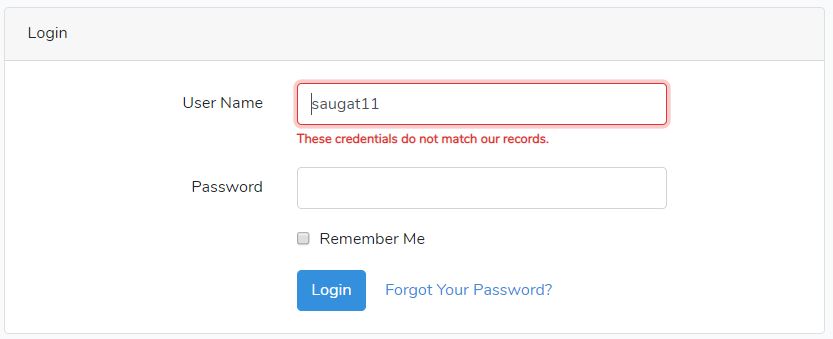 Login
User Name saugat11
These credentials do not match our records.
Password
Remember Me
Login Forgot Your Password?